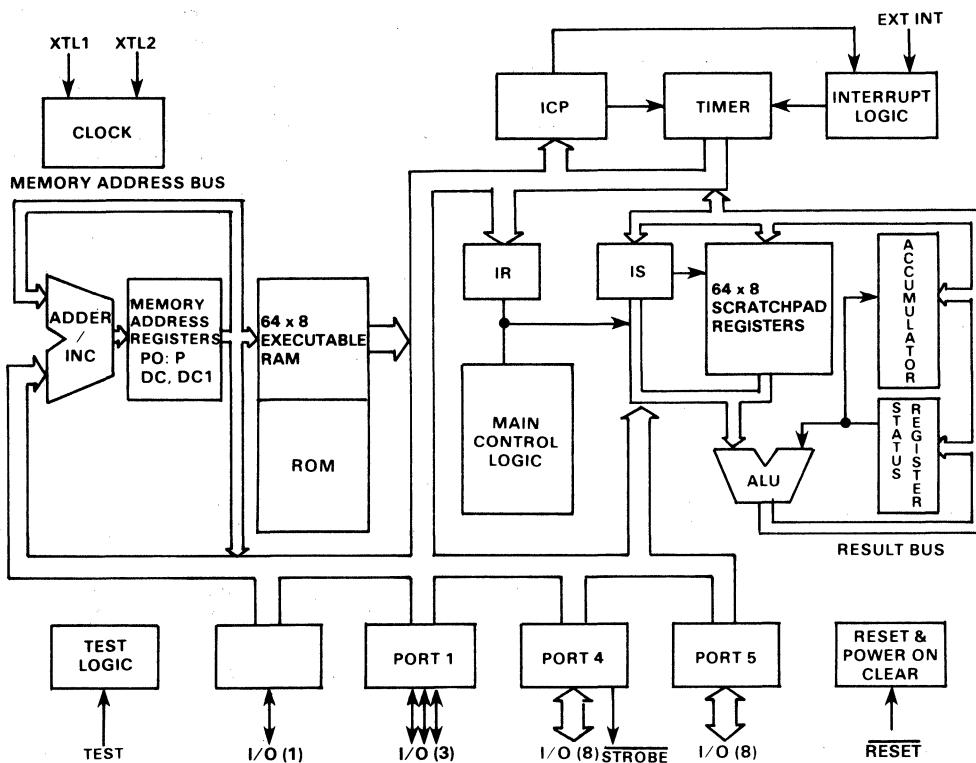 XTL1 XTL2
CLOCK
MEMORY ADDRESS BUS
ADDER
/
INC
MEMORY
ADDRESS
REGISTERS
PO: P
DC, DC1
64 x 8
EXECUTABLE
RAM
ROM
EXT INT
ICP
TIMER
INTERRUPT
LOGIC
IR
IS
64 x 8
SCRATCHPAD
REGISTERS
ACCUMULATOR
MAIN
CONTROL
LOGIC
ALU
STATUS
REGISTER
RESULT BUS
TEST
LOGIC
PORT 1
PORT 4
PORT 5
RESET &
POWER ON
CLEAR
TEST
I/O (1)
I/O (3)
I/O (8)
STROBE
I/O (8)
RESET